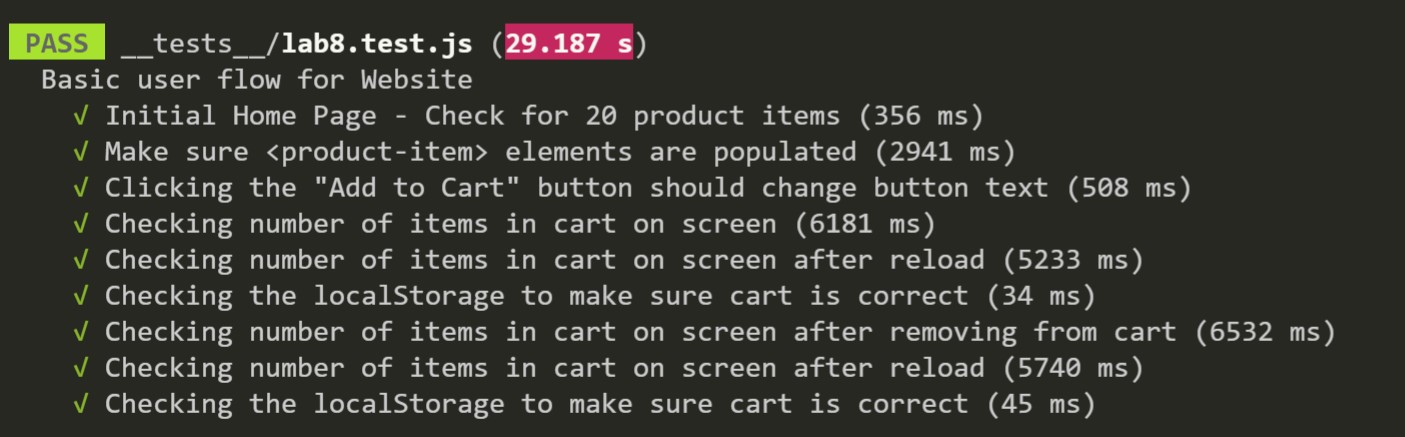 PASS __tests__/lab8.test.js (29.187 s)
Basic user flow for Website
√ Initial Home Page - Check for 20 product items (356 ms)
√ Make sure <product-item> elements are populated (2941 ms)
√ Clicking the "Add to Cart" button should change button text (508 ms)
√ Checking number of items in cart on screen (6181 ms)
√ Checking number of items in cart on screen after reload (5233 ms)
√ Checking the localStorage to make sure cart is correct (34 ms)
√ Checking number of items in cart on screen after removing from cart (6532 ms)
√ Checking number of items in cart on screen after reload (5740 ms)
√ Checking the localStorage to make sure cart is correct (45 ms)